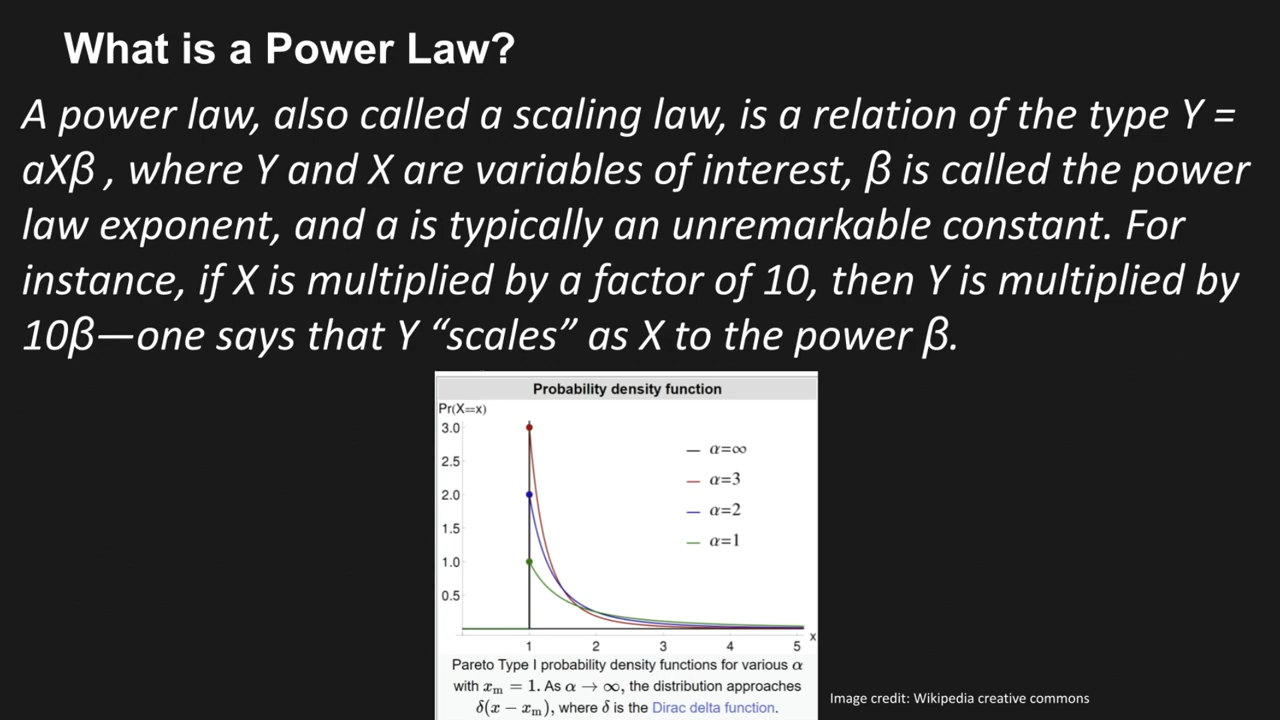 What is a Power Law?
A power law, also called a scaling law, is a relation of the type Y =
aXβ , where Y and X are variables of interest, β is called the power
law exponent, and a is typically an unremarkable constant. For
instance, if X is multiplied by a factor of 10, then Y is multiplied by
10β—one says that Y “scales” as X to the power β.
Probability density function
Pr(X==x)
3.0
2.5
2.0
1.5
1.0
0.5
α=∞
α=3
α=2
α=1
1 2 3 4 5 x
Pareto Type I probability density functions for various α
with xm = 1. As α → ∞, the distribution approaches
δ(x − xm), where δ is the Dirac delta function.
Image credit: Wikipedia creative commons